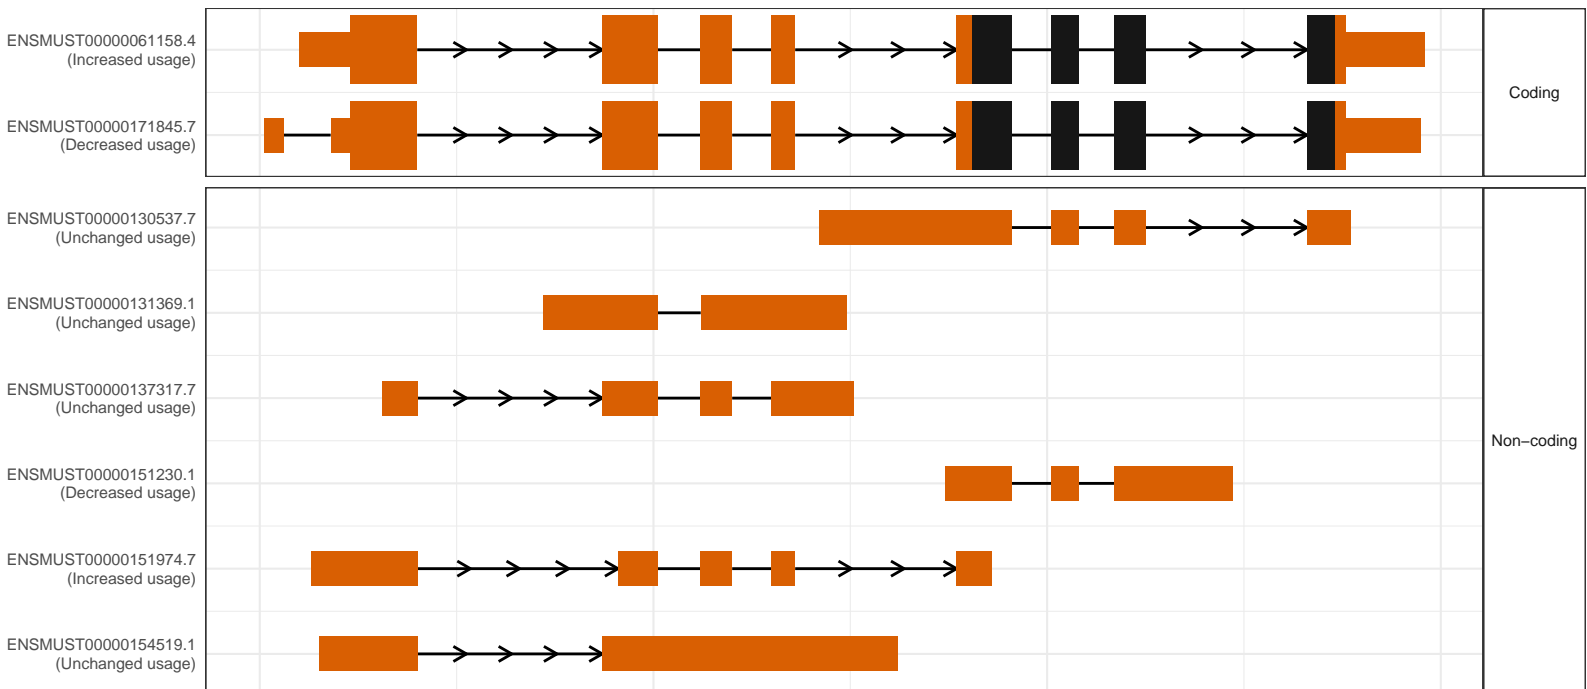 ENSMUST00000061158.4
(Increased usage)
ENSMUST00000171845.7
(Decreased usage)
Coding
ENSMUST00000130537.7
(Unchanged usage)
ENSMUST00000131369.1
(Unchanged usage)
ENSMUST00000137317.7
(Unchanged usage)
Non−coding
ENSMUST00000151230.1
(Decreased usage)
ENSMUST00000151974.7
(Increased usage)
ENSMUST00000154519.1
(Unchanged usage)